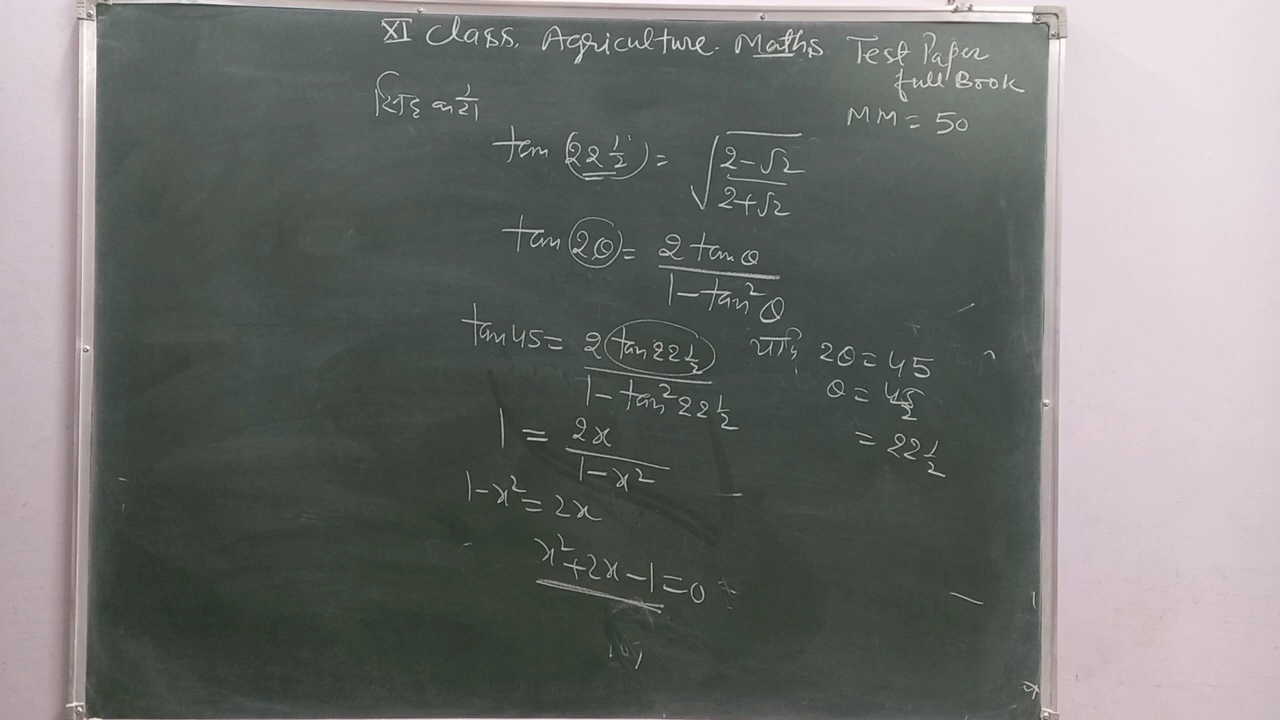 XI Class. Agriculture. Maths Test Paper
full Book
MM = 50
सिद्ध करो
tan (22 1/2) = √((2-√2)/(2+√2))
tan (2θ) = (2 tan θ)/(1-tan² θ)
tan 45 = (2 tan 22 1/2)/(1-tan² 22 1/2) यदि 2θ = 45
θ = 45/2
= 22 1/2
1 = 2x/(1-x²)
1-x² = 2x
x²+2x-1=0